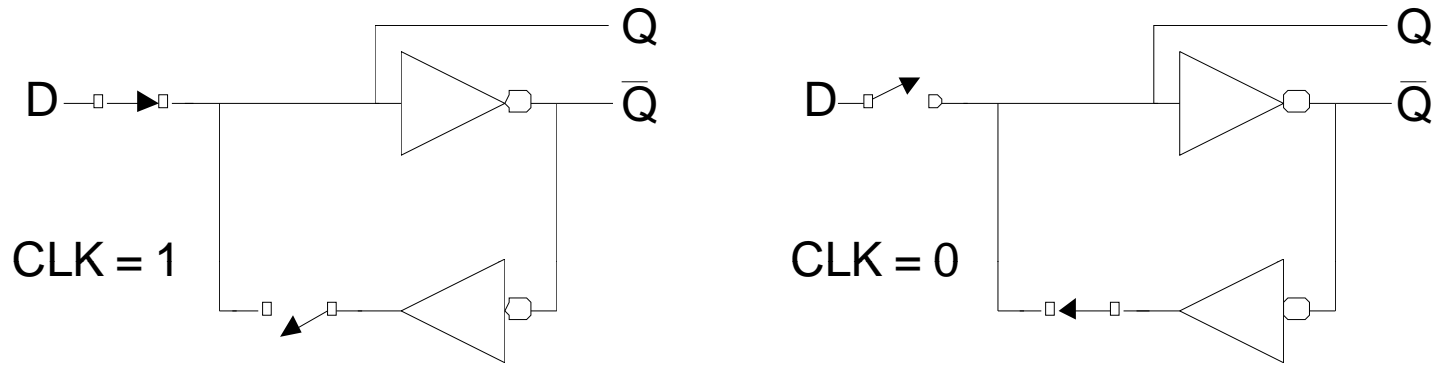 Q
D Q̅
CLK = 1
Q
D Q̅
CLK = 0